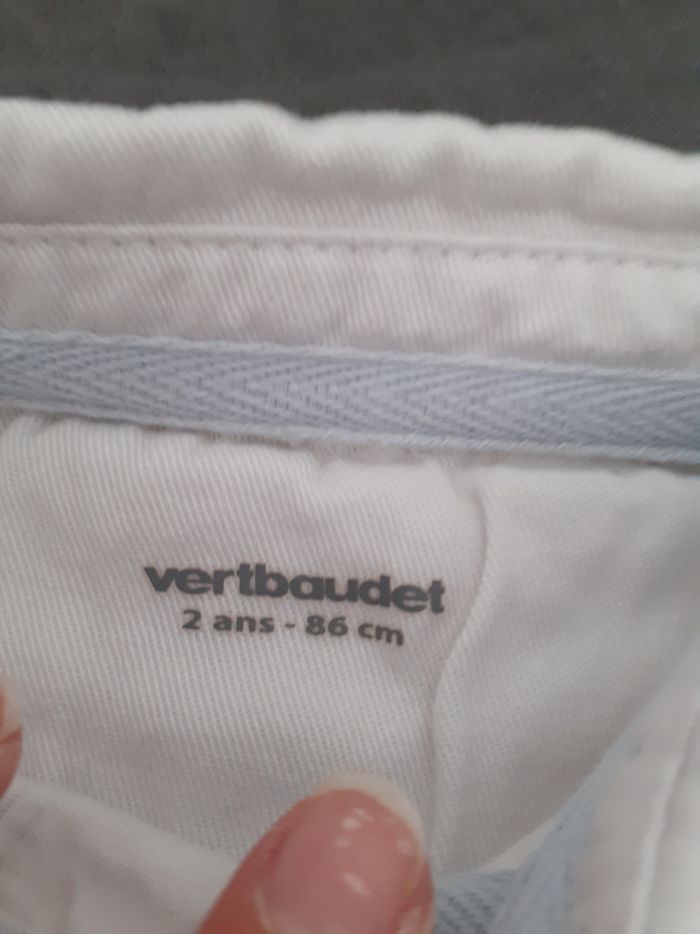 vertbaudet
2 ans - 86 cm